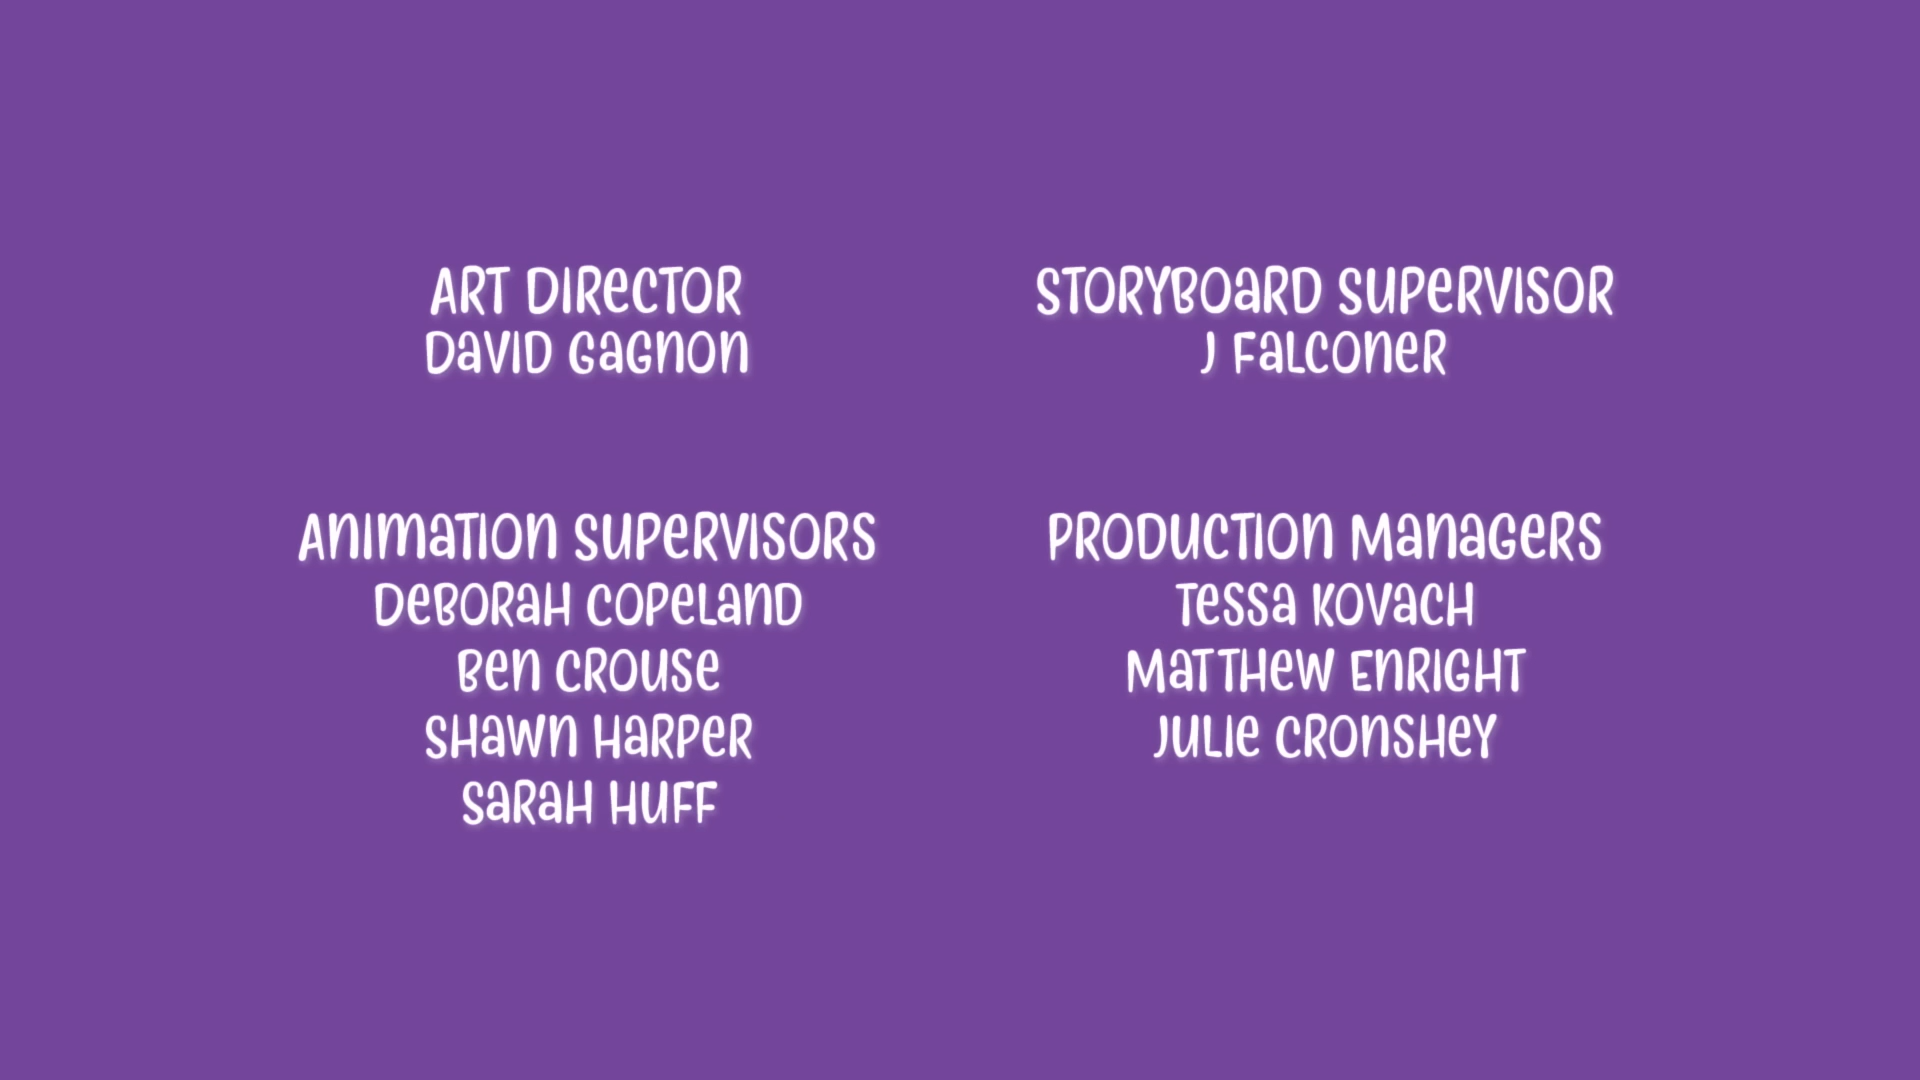 ART DIRECTOR
DAVID GAGNON
STORYBOARD SUPERVISOR
J FALCONER
ANIMATION SUPERVISORS
DEBORAH COPELAND
BEN CROUSE
SHAWN HARPER
SARAH HUFF
PRODUCTION MANAGERS
TESSA KOVACH
MATTHEW ENRIGHT
JULIE CRONSHEY